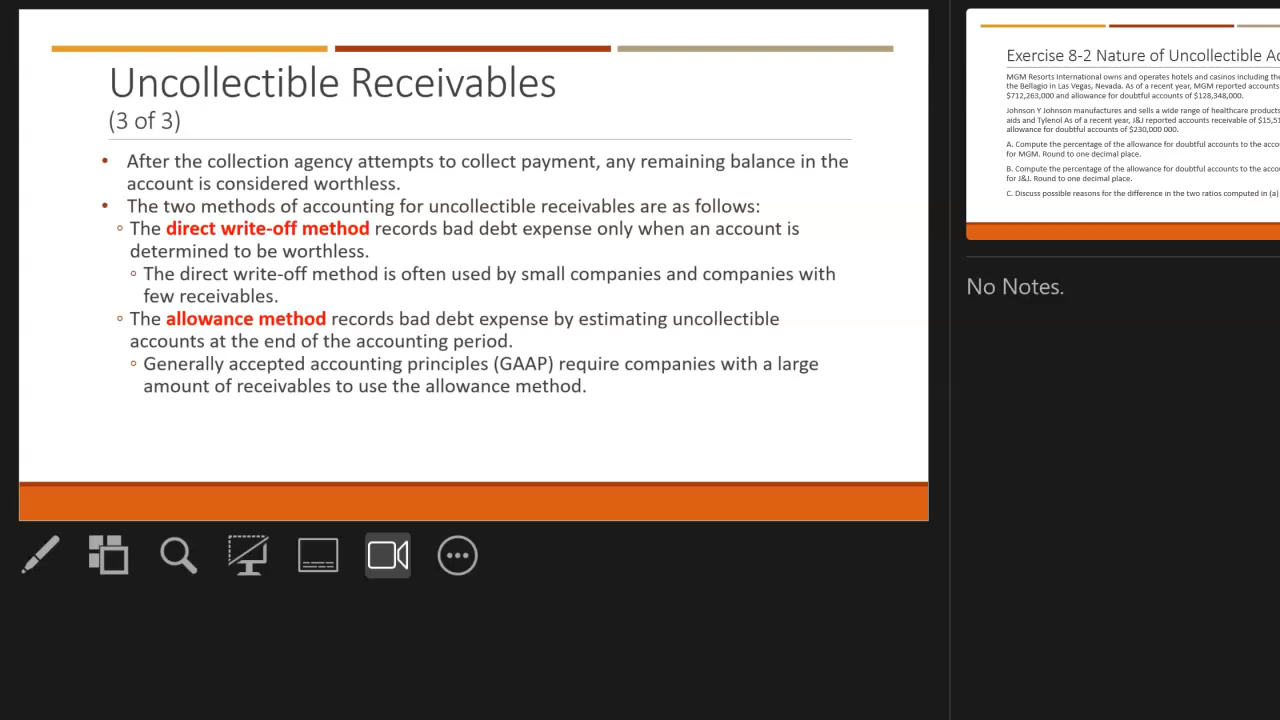 Uncollectible Receivables
(3 of 3)
• After the collection agency attempts to collect payment, any remaining balance in the
account is considered worthless.
• The two methods of accounting for uncollectible receivables are as follows:
◦ The direct write-off method records bad debt expense only when an account is
determined to be worthless.
◦ The direct write-off method is often used by small companies and companies with
few receivables.
◦ The allowance method records bad debt expense by estimating uncollectible
accounts at the end of the accounting period.
◦ Generally accepted accounting principles (GAAP) require companies with a large
amount of receivables to use the allowance method.
Exercise 8-2 Nature of Uncollectible
MGM Resorts International owns and operates hotels and casinos including
the Bellagio in Las Vegas, Nevada. As of a recent year, MGM reported accounts
$712,263,000 and allowance for doubtful accounts of $128,348,000.
Johnson Y Johnson manufactures and sells a wide range of healthcare products
aids and Tylenol As of a recent year, J&J reported accounts receivable of
allowance for doubtful accounts of $230,000 000.
A. Compute the percentage of the allowance for doubtful accounts to the
for MGM. Round to one decimal place.
B. Compute the percentage of the allowance for doubtful accounts to the
for J&J. Round to one decimal place.
C. Discuss possible reasons for the difference in the two ratios computed in (a)
No Notes.